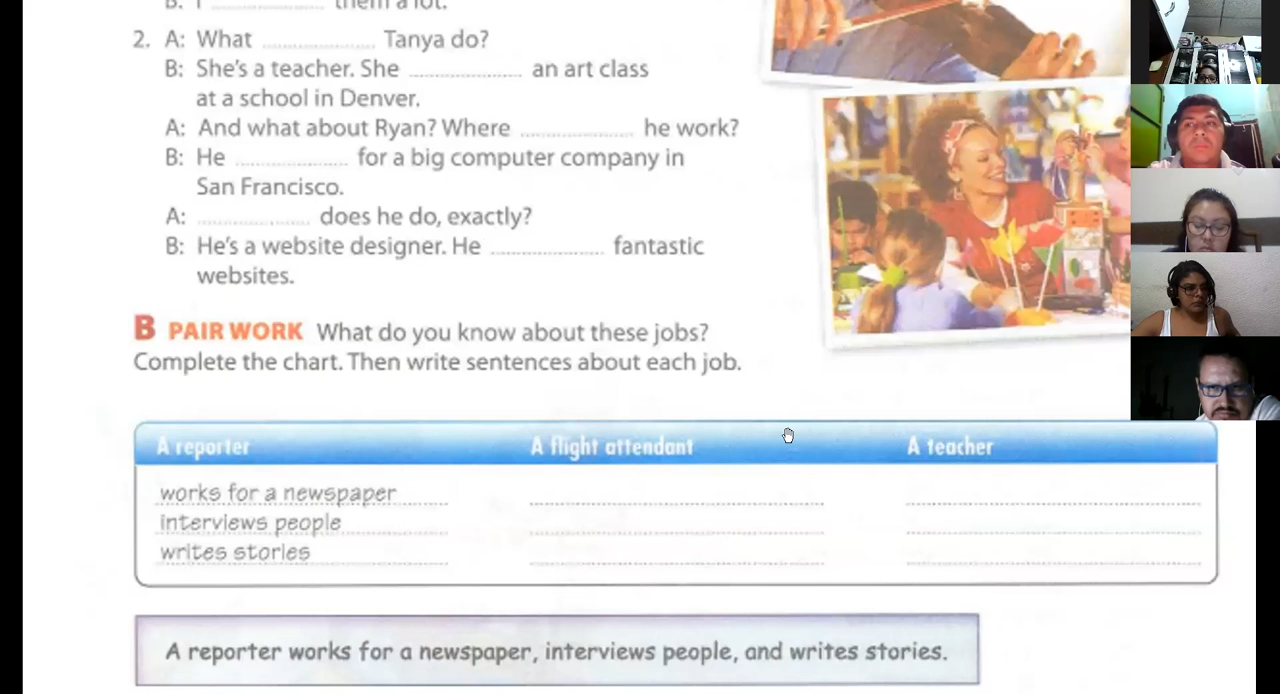 B: I .................... them a lot.
2. A: What .................... Tanya do?
B: She's a teacher. She .................... an art class
at a school in Denver.
A: And what about Ryan? Where .................... he work?
B: He .................... for a big computer company in
San Francisco.
A: .................... does he do, exactly?
B: He's a website designer. He .................... fantastic
websites.
B PAIR WORK What do you know about these jobs?
Complete the chart. Then write sentences about each job.
A reporter A flight attendant A teacher
works for a newspaper
interviews people
writes stories
A reporter works for a newspaper, interviews people, and writes stories.